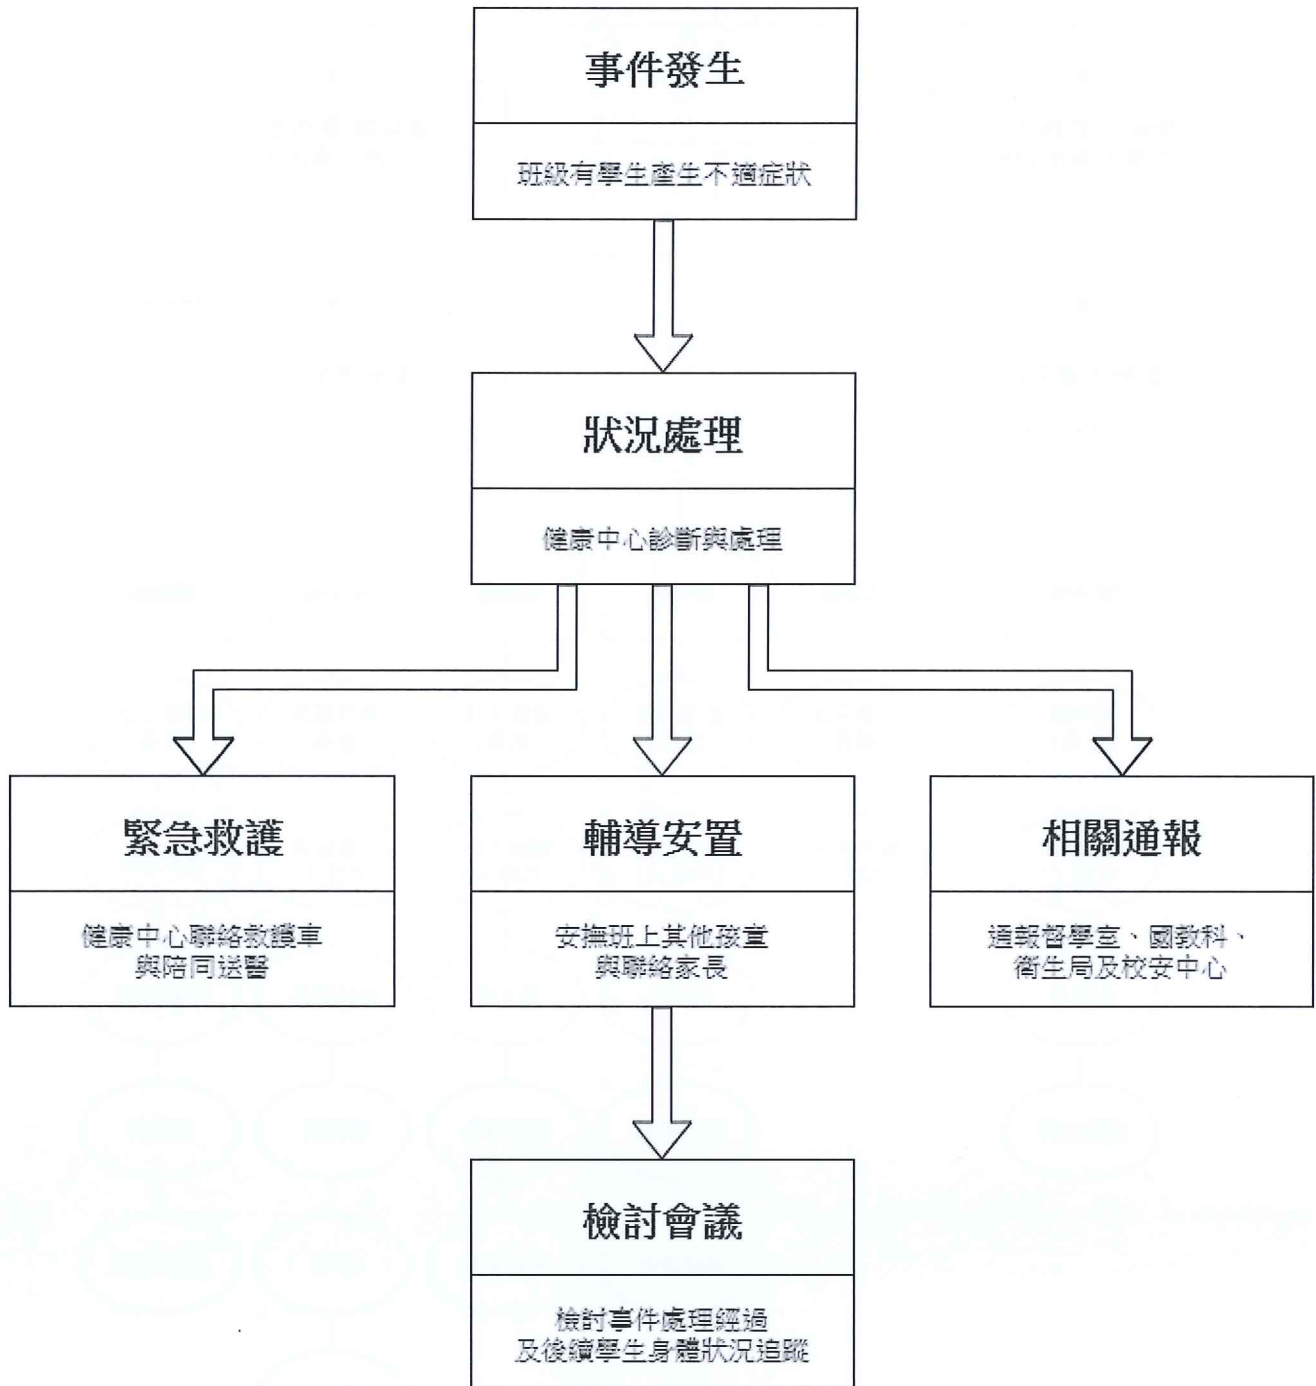 事件發生
班級有學生產生不適症狀
狀況處理
健康中心診斷與處理
緊急救護
健康中心聯絡救護車
與陪同送醫
輔導安置
安撫班上其他孩童
與聯絡家長
相關通報
通報督學室、國教科、
衛生局及校安中心
檢討會議
檢討事件處理經過
及後續學生身體狀況追蹤